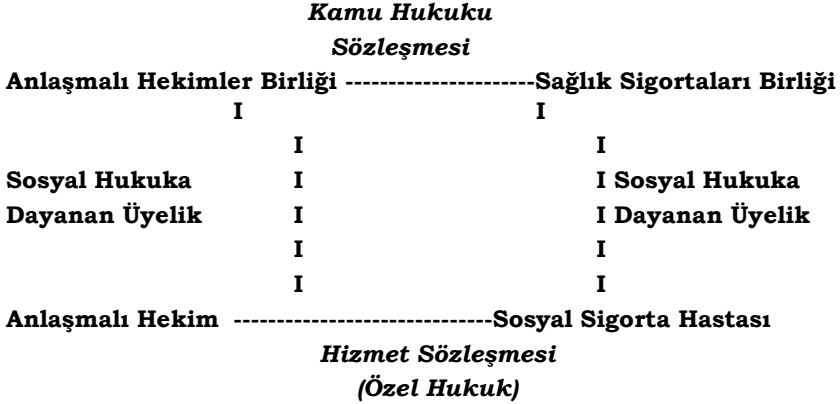 Kamu Hukuku
Sözleşmesi
Anlaşmalı Hekimler Birliği ----------------------Sağlık Sigortaları Birliği
I I
I I
Sosyal Hukuka I I Sosyal Hukuka
Dayanan Üyelik I I Dayanan Üyelik
I I
I I
Anlaşmalı Hekim ------------------------------Sosyal Sigorta Hastası
Hizmet Sözleşmesi
(Özel Hukuk)